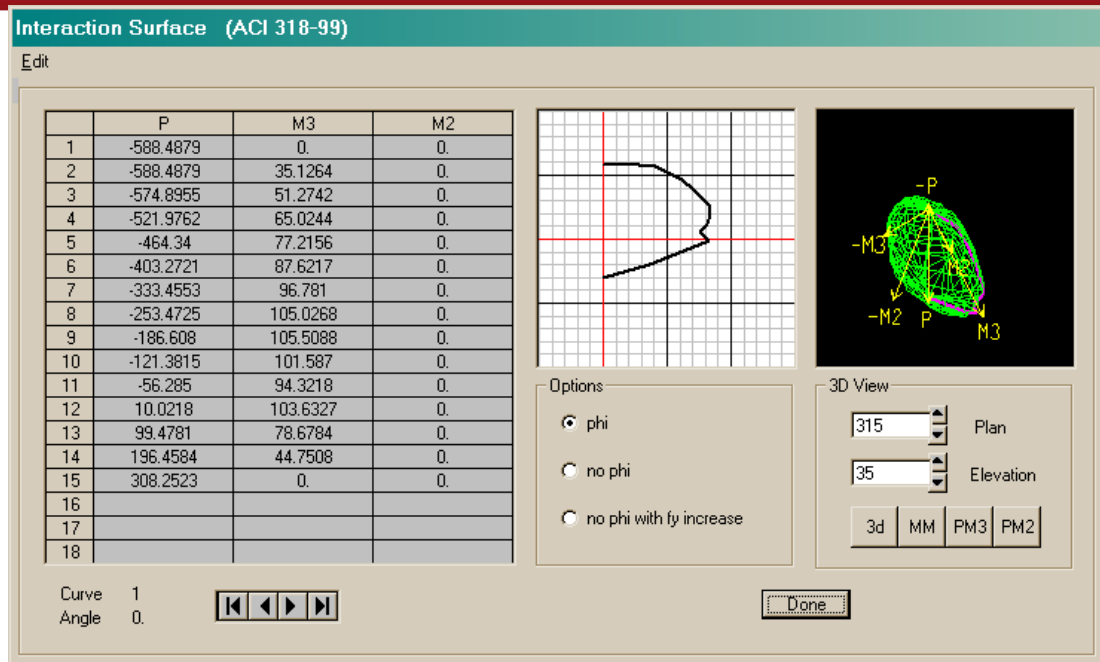 Interaction Surface (ACI 318-99)
Edit
P M3 M2
1 -588.4879 0. 0.
2 -588.4879 35.1264 0.
3 -574.8955 51.2742 0.
4 -521.9762 65.0244 0.
5 -464.34 77.2156 0.
6 -403.2721 87.6217 0.
7 -333.4553 96.781 0.
8 -253.4725 105.0268 0.
9 -186.608 105.5088 0.
10 -121.3815 101.587 0.
11 -56.285 94.3218 0.
12 10.0218 103.6327 0.
13 99.4781 78.6784 0.
14 196.4584 44.7508 0.
15 308.2523 0. 0.
16
17
18
Curve 1
Angle 0.
-P
-M3
M2
-M2
P
M3
Options
phi
no phi
no phi with fy increase
3D View
315 Plan
35 Elevation
3d MM PM3 PM2
Done